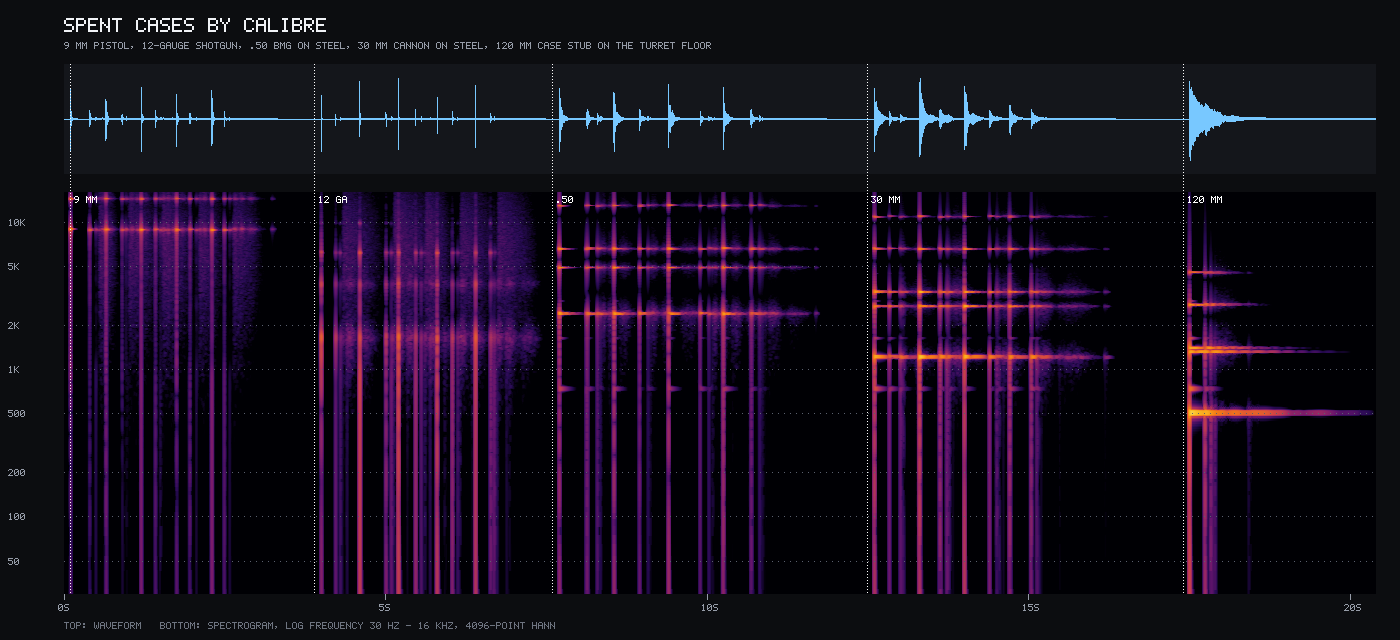 SPENT CASES BY CALIBRE
9 MM PISTOL, 12-GAUGE SHOTGUN, .50 BMG ON STEEL, 30 MM CANNON ON STEEL, 120 MM CASE STUB ON THE TURRET FLOOR
9 MM 12 GA .50 30 MM 120 MM
10K
5K
2K
1K
500
200
100
50
0S 5S 10S 15S 20S
TOP: WAVEFORM BOTTOM: SPECTROGRAM, LOG FREQUENCY 30 HZ - 16 KHZ, 4096-POINT HANN